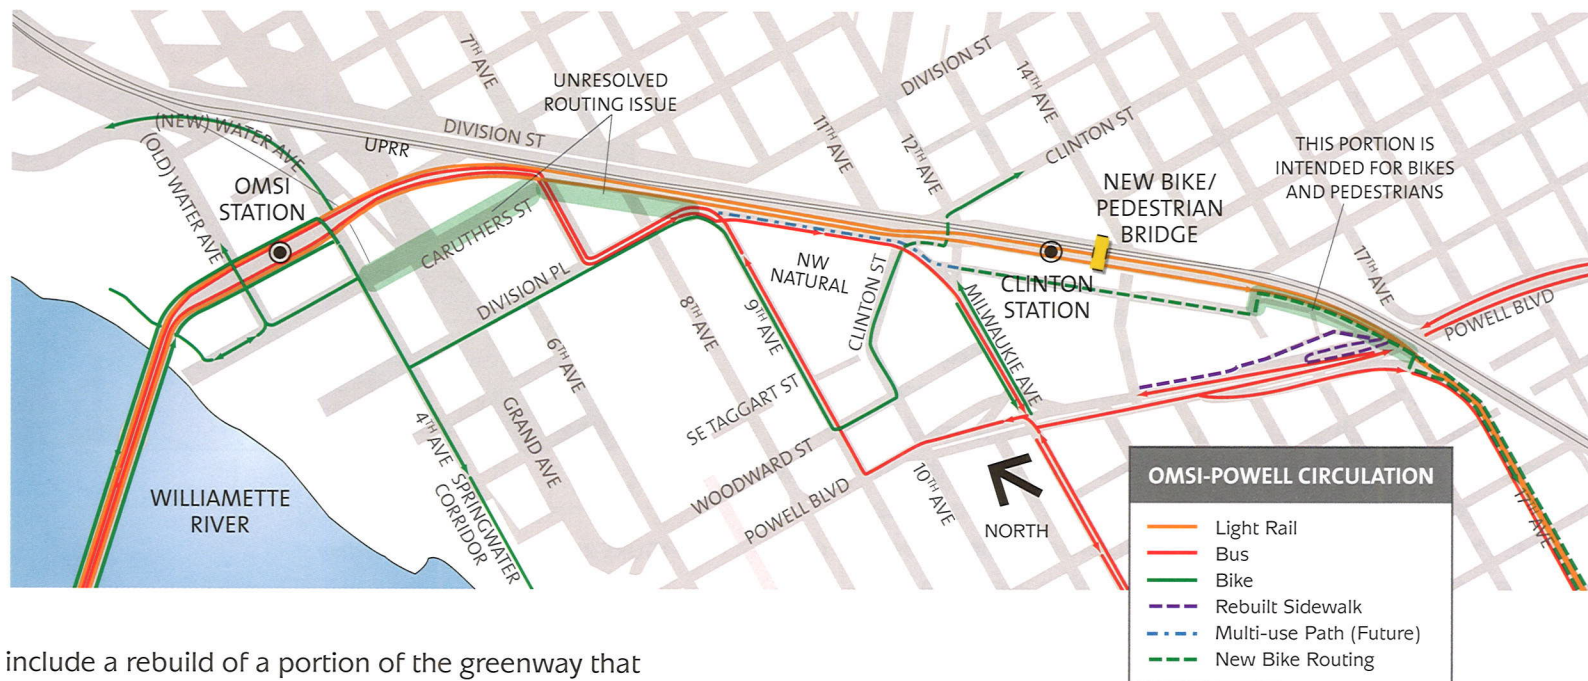 7TH AVE
UNRESOLVED
ROUTING ISSUE
DIVISION ST
DIVISION ST
14TH AVE
11TH AVE
12TH AVE
CLINTON ST
(NEW) WATER AVE
(OLD) WATER AVE
UPRR
OMSI
STATION
THIS PORTION IS
INTENDED FOR BIKES
AND PEDESTRIANS
NEW BIKE/
PEDESTRIAN
BRIDGE
CARUTHERS ST
DIVISION PL
NW
NATURAL
CLINTON ST
CLINTON
STATION
17TH AVE
POWELL BLVD
8TH AVE
9TH AVE
6TH AVE
MILWAUKIE AVE
SE TAGGART ST
GRAND AVE
4TH AVE
SPRINGWATER
CORRIDOR
WOODWARD ST
POWELL BLVD
10TH AVE
NORTH
WILLIAMETTE
RIVER
17TH AVE
OMSI-POWELL CIRCULATION
Light Rail
Bus
Bike
Rebuilt Sidewalk
Multi-use Path (Future)
New Bike Routing
include a rebuild of a portion of the greenway that